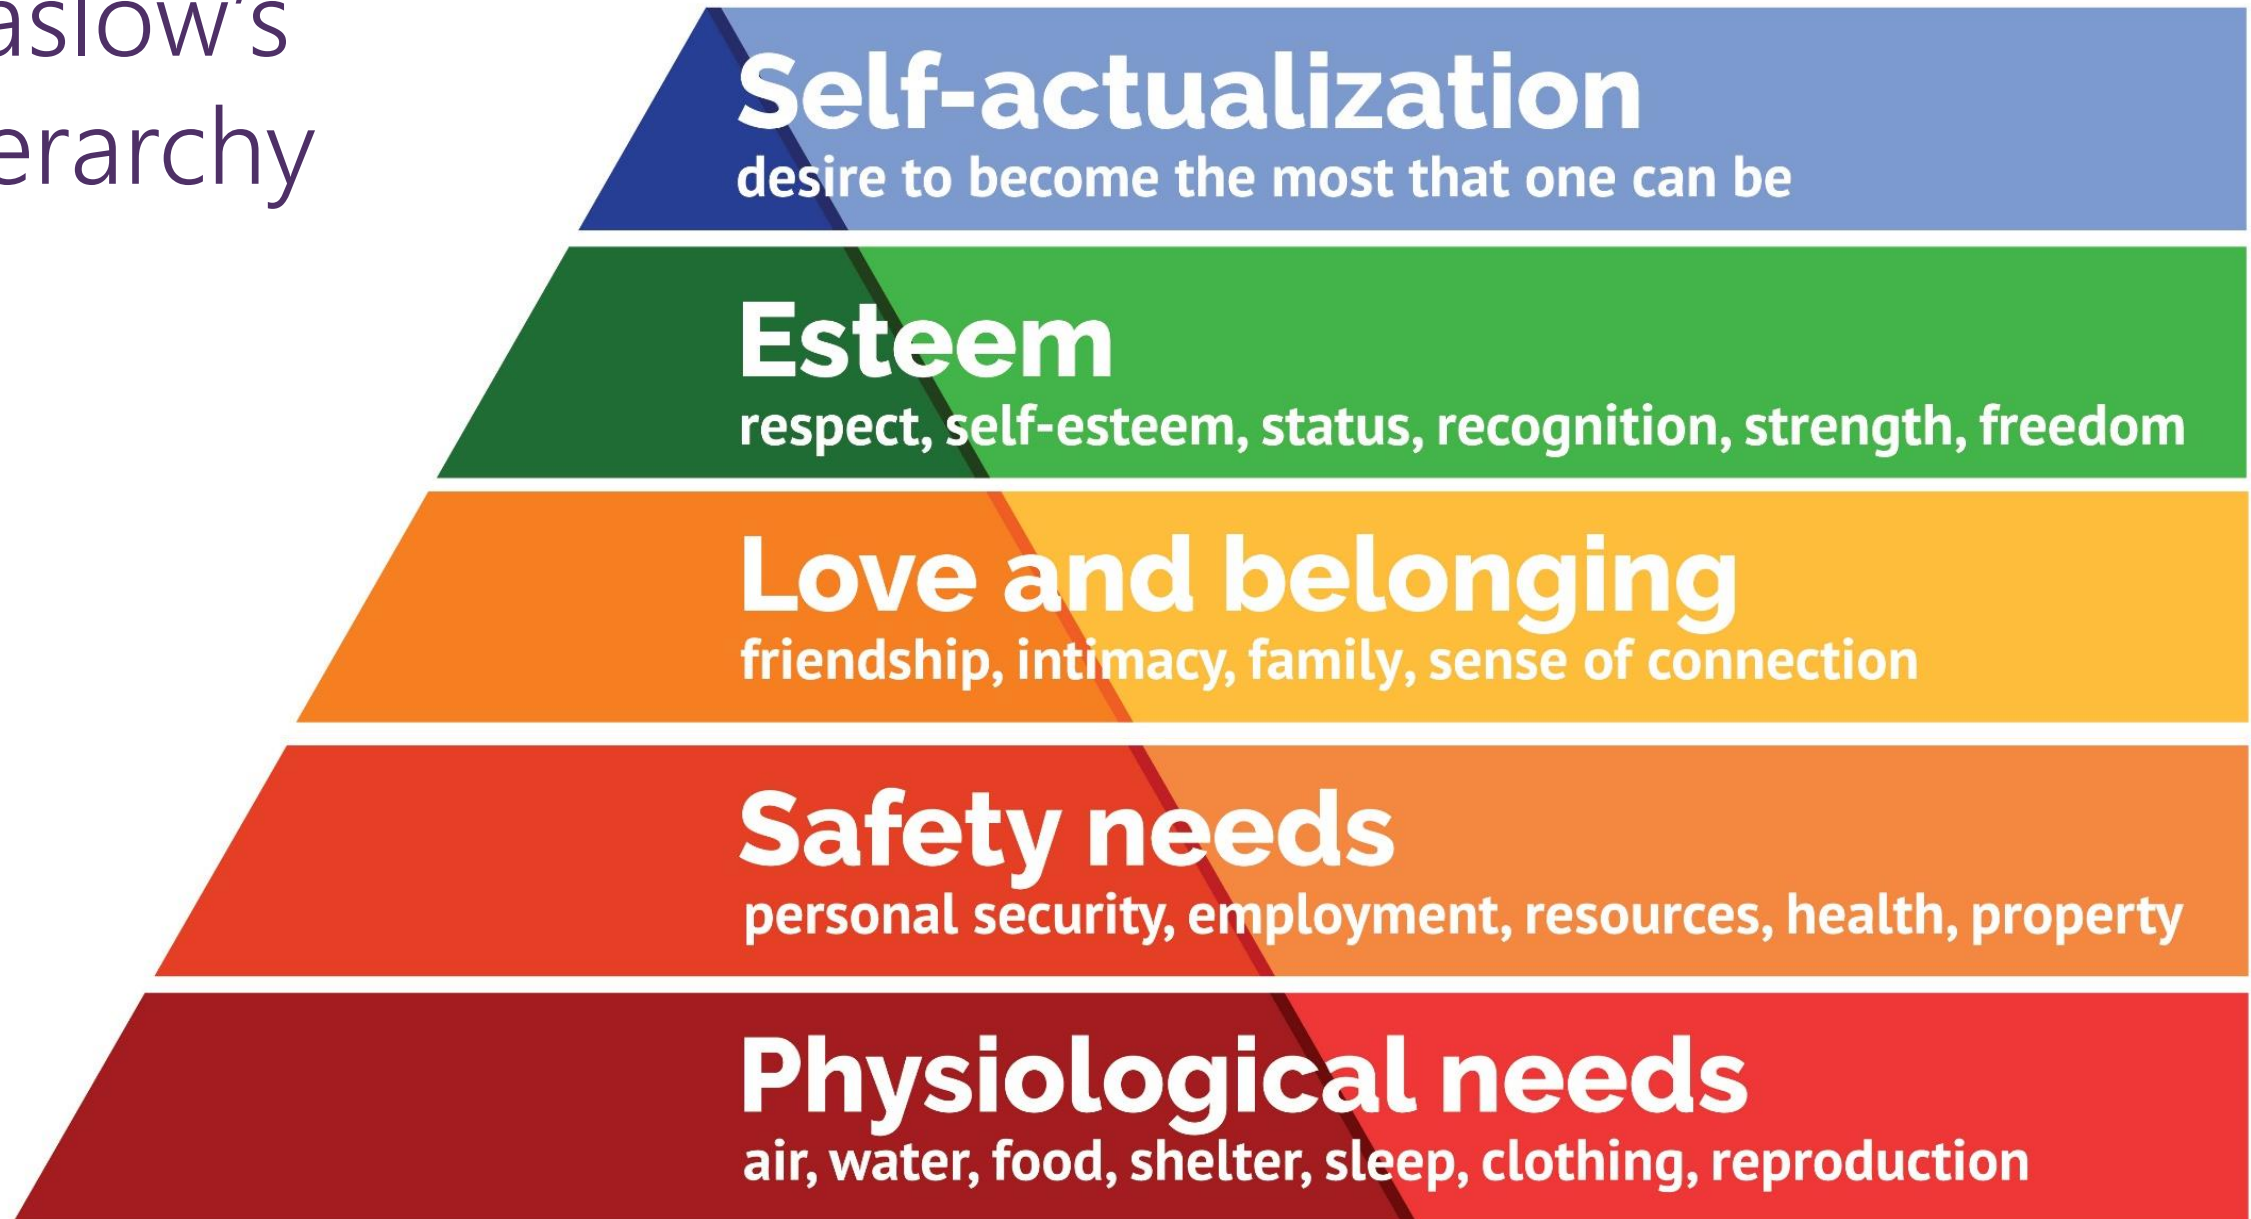 aslow's
erarchy
Self-actualization
desire to become the most that one can be
Esteem
respect, self-esteem, status, recognition, strength, freedom
Love and belonging
friendship, intimacy, family, sense of connection
Safety needs
personal security, employment, resources, health, property
Physiological needs
air, water, food, shelter, sleep, clothing, reproduction